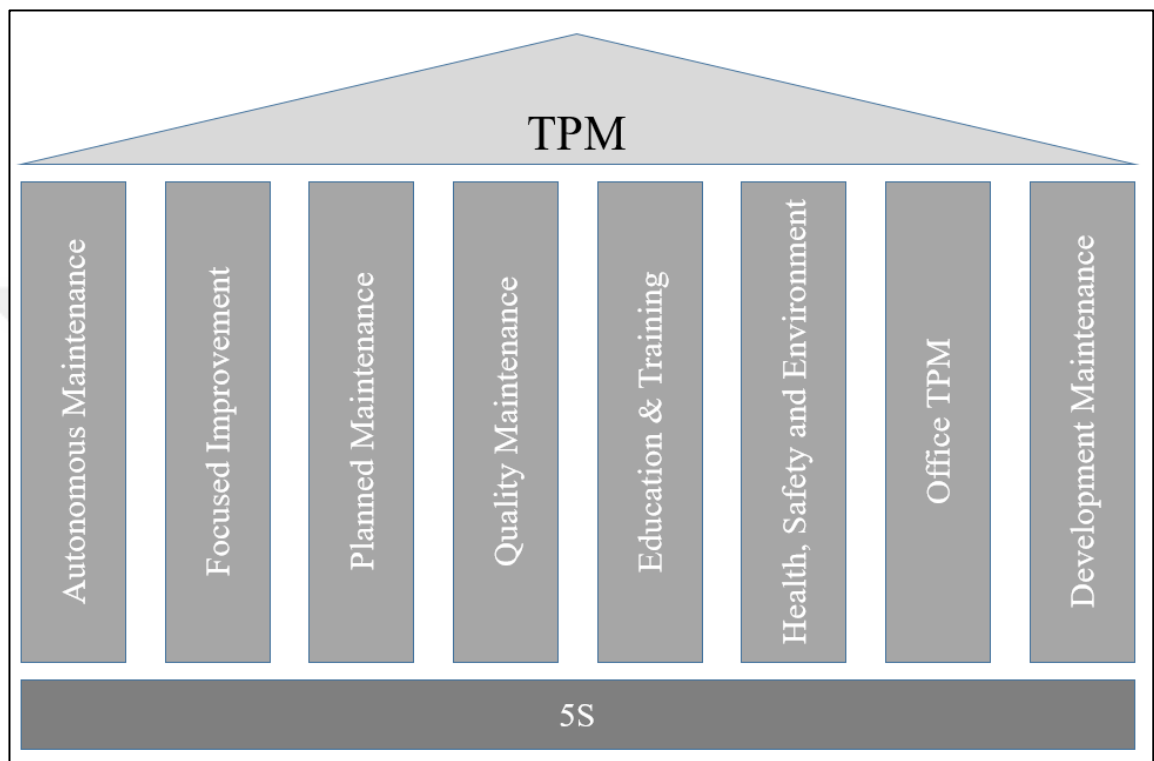 TPM
Autonomous Maintenance
Focused Improvement
Planned Maintenance
Quality Maintenance
Education & Training
Health, Safety and Environment
Office TPM
Development Maintenance
5S